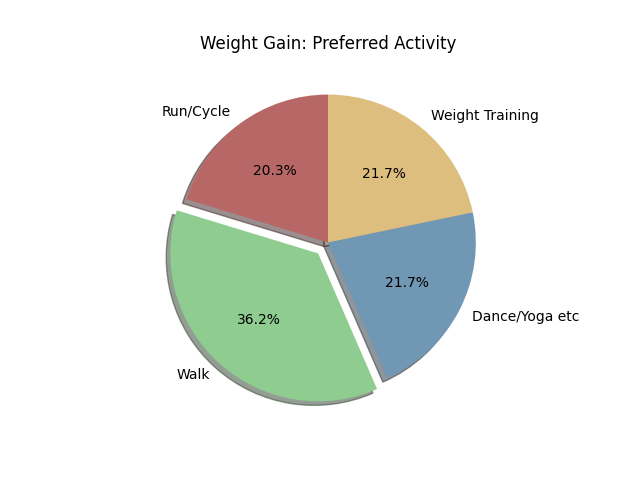 Weight Gain: Preferred Activity
Run/Cycle
Weight Training
20.3%
21.7%
21.7%
Dance/Yoga etc
36.2%
Walk